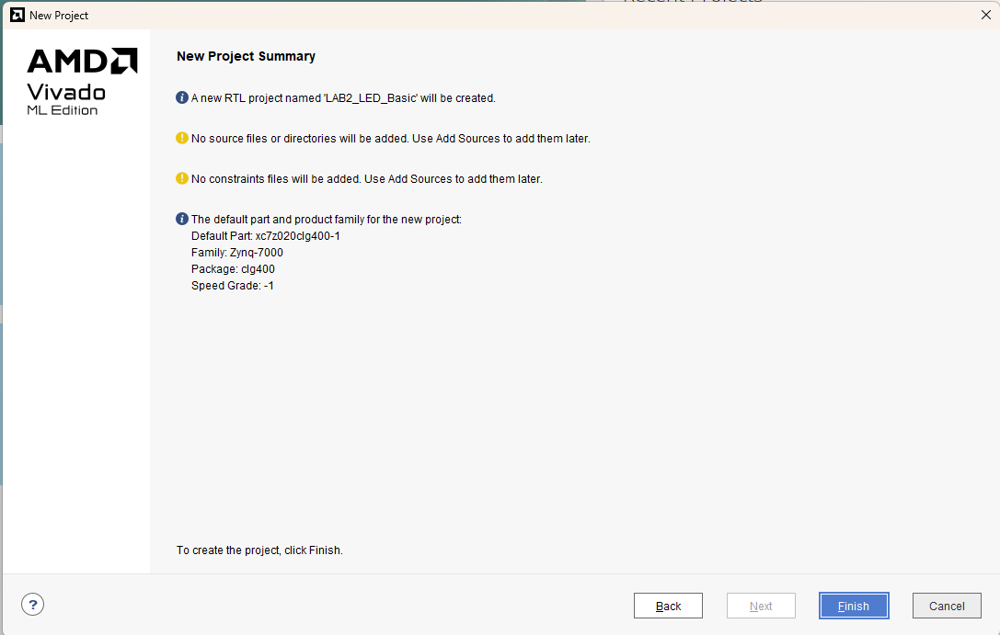 Recent Projects
New Project
AMD
Vivado
ML Edition
New Project Summary
A new RTL project named 'LAB2_LED_Basic' will be created.
No source files or directories will be added. Use Add Sources to add them later.
No constraints files will be added. Use Add Sources to add them later.
The default part and product family for the new project:
Default Part: xc7z020clg400-1
Family: Zynq-7000
Package: clg400
Speed Grade: -1
To create the project, click Finish.
?
Back
Next
Finish
Cancel